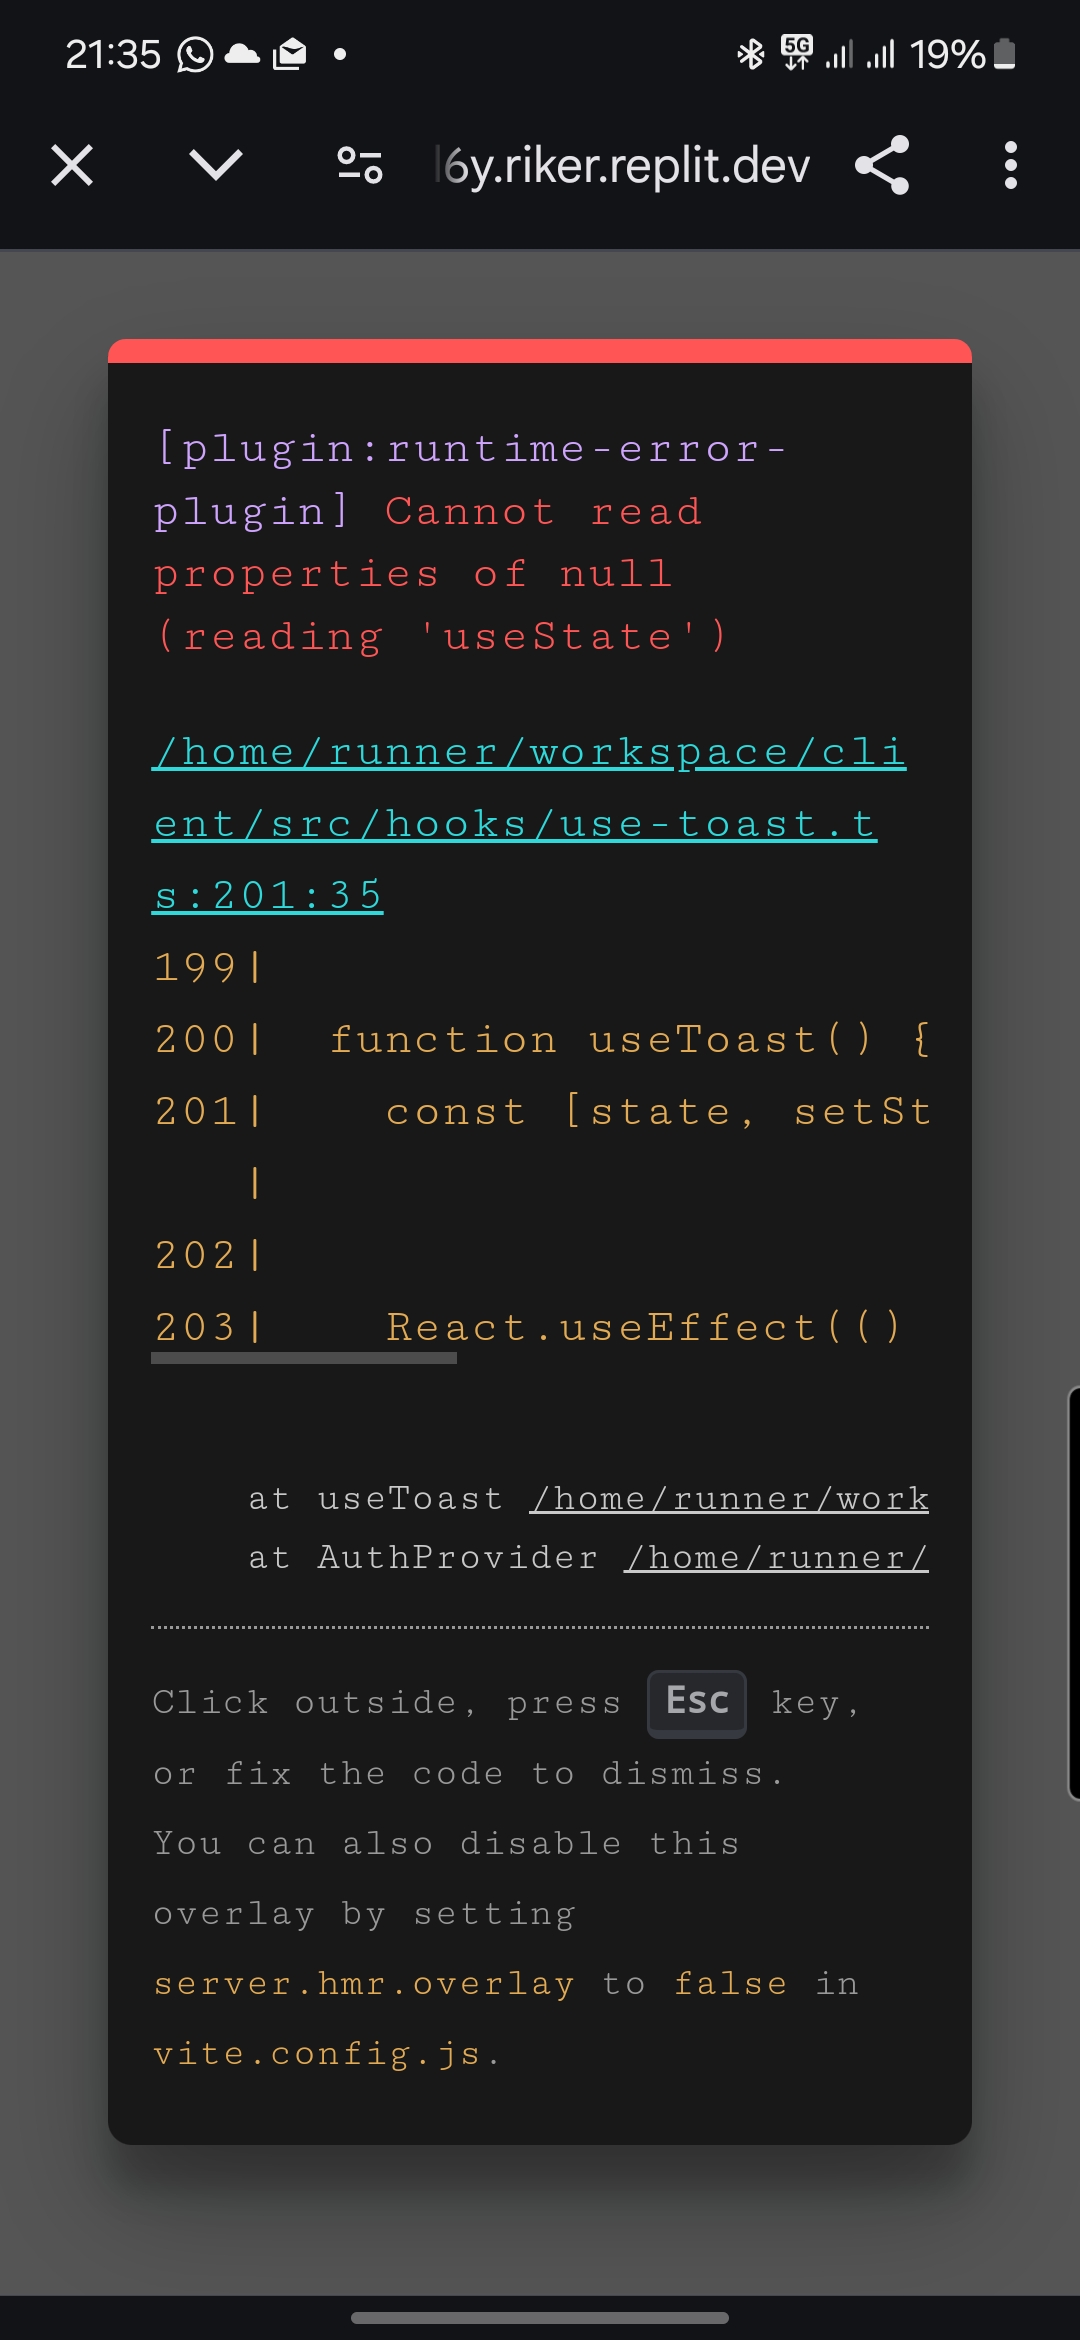 21:35 5G 19%
l6y.riker.replit.dev
[plugin:runtime-error-
plugin] Cannot read
properties of null
(reading 'useState')
/home/runner/workspace/cli
ent/src/hooks/use-toast.t
s:201:35
199|
200|  function useToast() {
201|    const [state, setSt
|
202|
203|    React.useEffect(()
at useToast /home/runner/work
at AuthProvider /home/runner/
Click outside, press Esc key,
or fix the code to dismiss.
You can also disable this
overlay by setting
server.hmr.overlay to false in
vite.config.js.